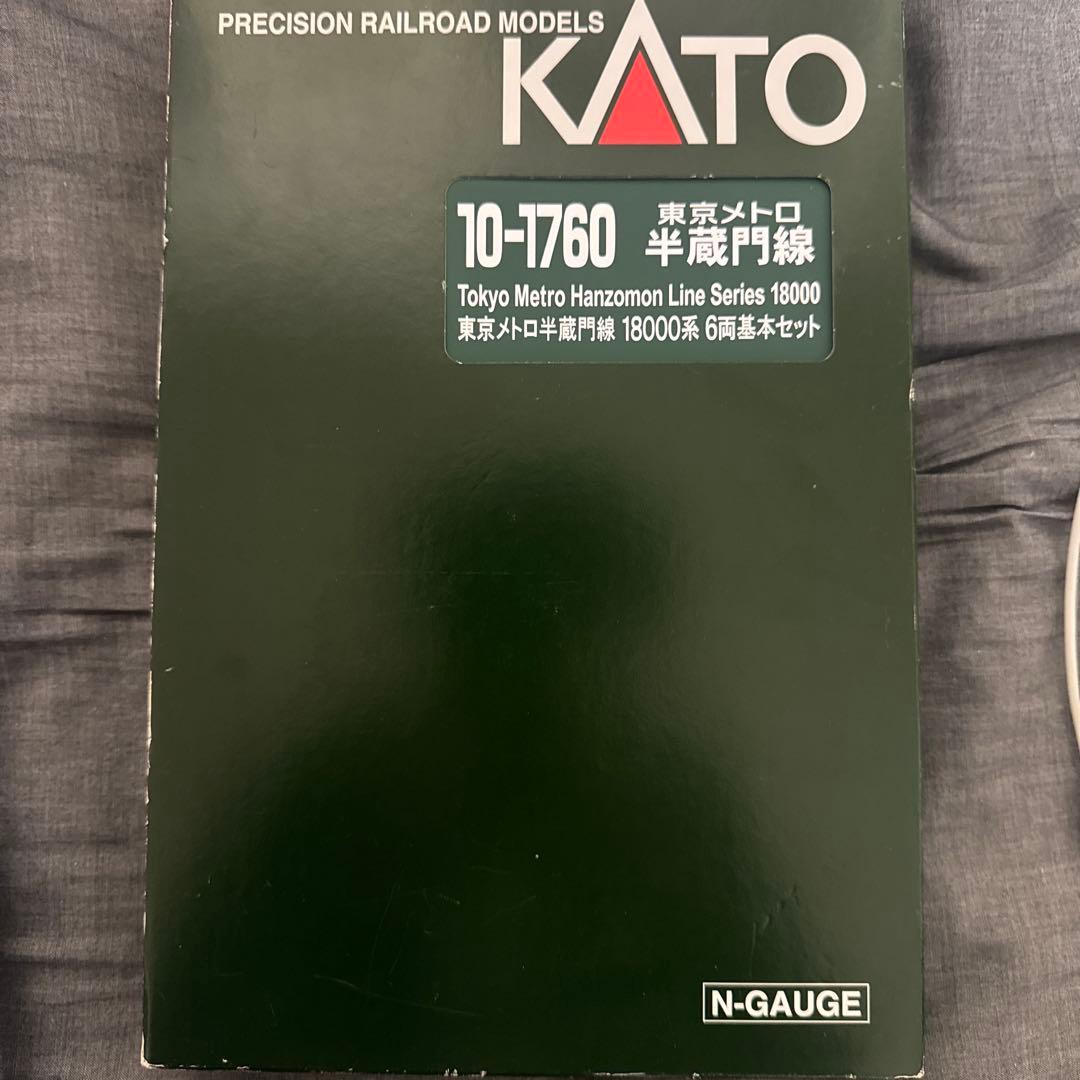 PRECISION RAILROAD MODELS
KATO
10-1760
東京メトロ
半蔵門線
Tokyo Metro Hanzomon Line Series 18000
東京メトロ半蔵門線 18000系 6両基本セット
N-GAUGE